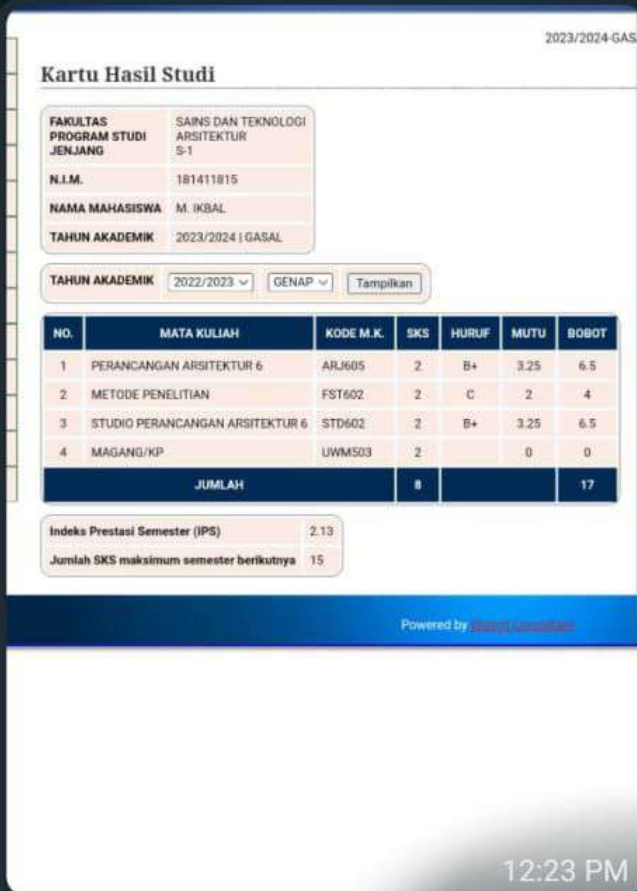 2023/2024-GAS
Kartu Hasil Studi
FAKULTAS SAINS DAN TEKNOLOGI
PROGRAM STUDI ARSITEKTUR
JENJANG S-1
N.I.M. 181411815
NAMA MAHASISWA M. IKBAL
TAHUN AKADEMIK 2023/2024 | GASAL
TAHUN AKADEMIK 2022/2023 GENAP Tampilkan
NO. MATA KULIAH KODE M.K. SKS HURUF MUTU BOBOT
1 PERANCANGAN ARSITEKTUR 6 ARJ605 2 B+ 3.25 6.5
2 METODE PENELITIAN FST602 2 C 2 4
3 STUDIO PERANCANGAN ARSITEKTUR 6 STD602 2 B+ 3.25 6.5
4 MAGANG/KP UWM503 2 0 0
JUMLAH 8 17
Indeks Prestasi Semester (IPS) 2.13
Jumlah SKS maksimum semester berikutnya 15
Powered by
12:23 PM